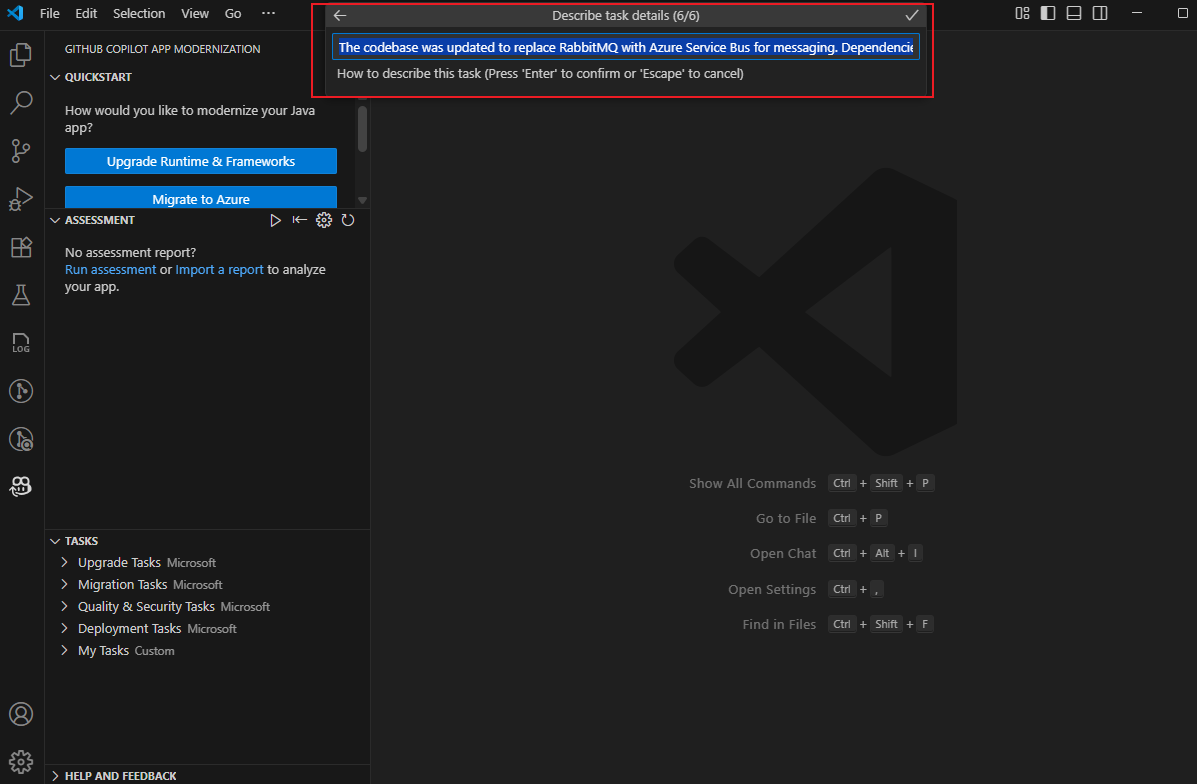 File Edit Selection View Go ···
Describe task details (6/6)
The codebase was updated to replace RabbitMQ with Azure Service Bus for messaging. Dependencie
How to describe this task (Press 'Enter' to confirm or 'Escape' to cancel)
GITHUB COPILOT APP MODERNIZATION
QUICKSTART
How would you like to modernize your Java
app?
Upgrade Runtime & Frameworks
Migrate to Azure
ASSESSMENT
No assessment report?
Run assessment or Import a report to analyze
your app.
LOG
TASKS
Upgrade Tasks Microsoft
Migration Tasks Microsoft
Quality & Security Tasks Microsoft
Deployment Tasks Microsoft
My Tasks Custom
HELP AND FEEDBACK
Show All Commands Ctrl + Shift + P
Go to File Ctrl + P
Open Chat Ctrl + Alt + I
Open Settings Ctrl + ,
Find in Files Ctrl + Shift + F